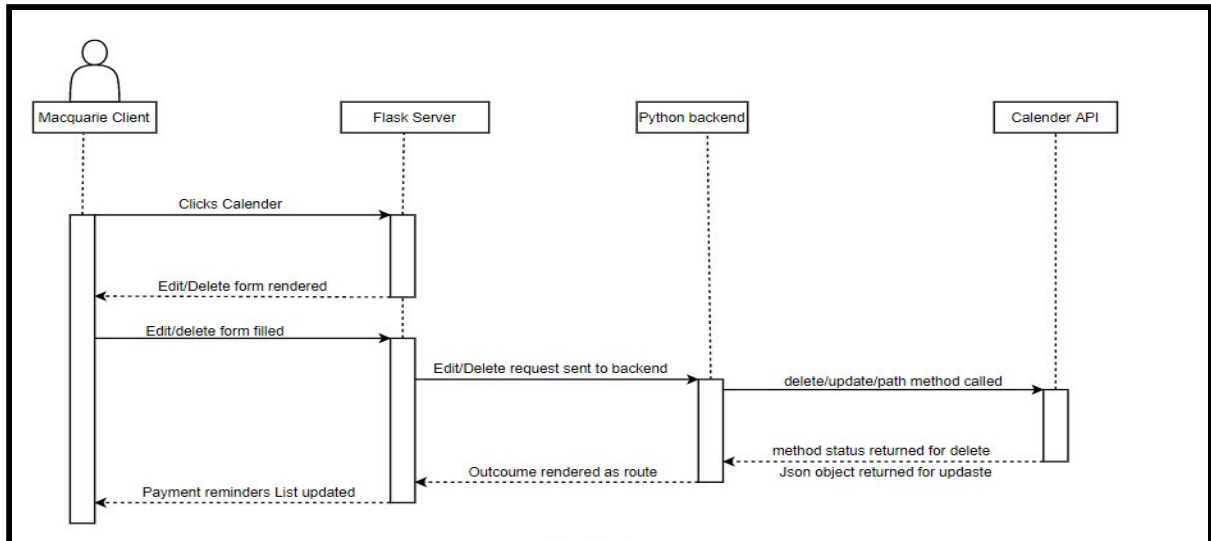 Macquarie Client
Flask Server
Python backend
Calender API
Clicks Calender
Edit/Delete form rendered
Edit/delete form filled
Edit/Delete request sent to backend
delete/update/path method called
method status returned for delete
Json object returned for updaste
Outcoume rendered as route
Payment reminders List updated